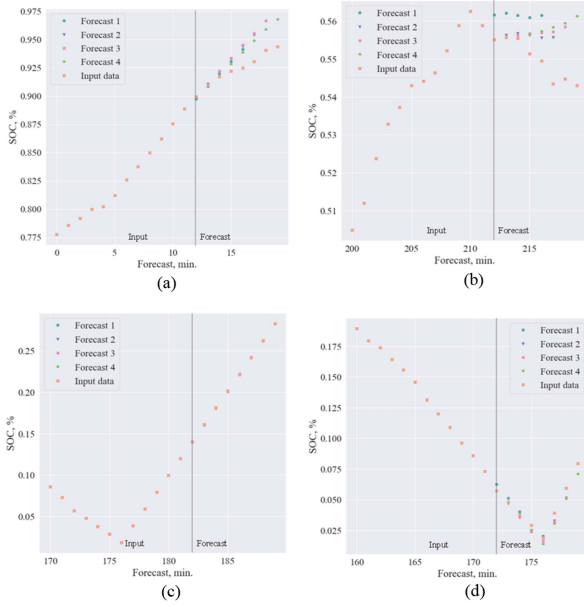 0.975
0.950
0.925
0.900
0.875
0.850
0.825
0.800
0.775
SOC, %
Forecast 1
Forecast 2
Forecast 3
Forecast 4
Input data
Input Forecast
0 5 10 15
Forecast, min.
(a)
0.56
0.55
0.54
0.53
0.52
0.51
SOC, %
Forecast 1
Forecast 2
Forecast 3
Forecast 4
Input data
Input Forecast
200 205 210 215
Forecast, min.
(b)
0.25
0.20
0.15
0.10
0.05
SOC, %
Forecast 1
Forecast 2
Forecast 3
Forecast 4
Input data
Input Forecast
170 175 180 185
Forecast, min.
(c)
0.175
0.150
0.125
0.100
0.075
0.050
0.025
SOC, %
Forecast 1
Forecast 2
Forecast 3
Forecast 4
Input data
Input Forecast
160 165 170 175
Forecast, min.
(d)